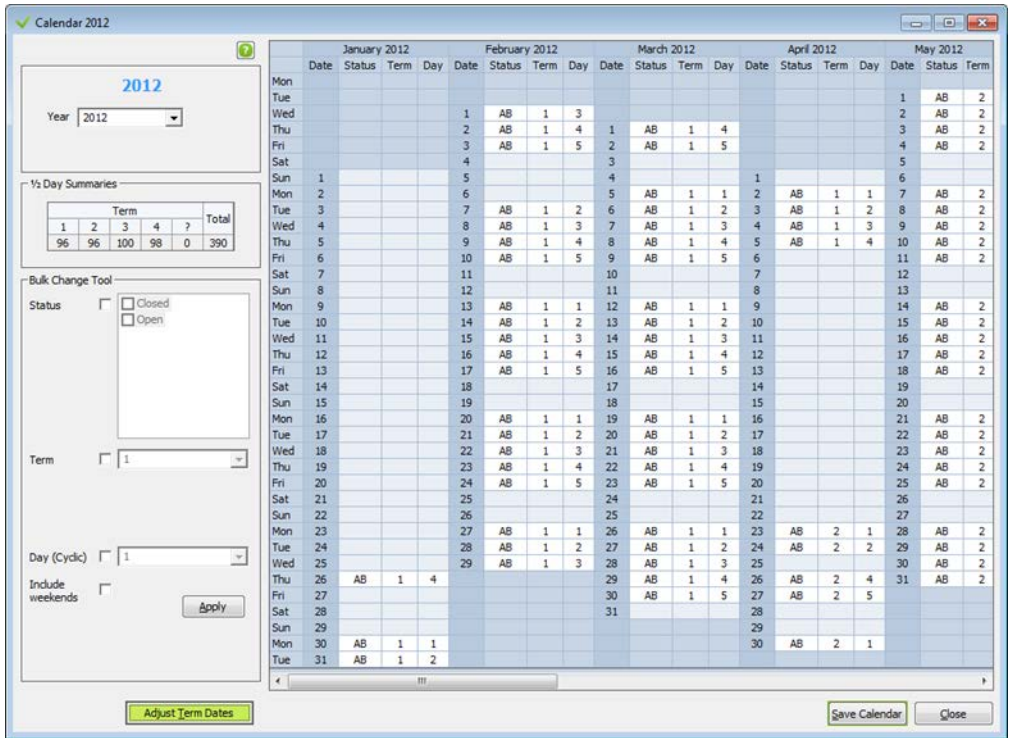 Calendar 2012
2012
Year 2012
½ Day Summaries
Term Total
1 2 3 4 ?
96 96 100 98 0 390
Bulk Change Tool
Status Closed
Open
Term 1
Day (Cyclic) 1
Include
weekends
Apply
Adjust Term Dates
January 2012 February 2012 March 2012 April 2012 May 2012
Date Status Term Day Date Status Term Day Date Status Term Day Date Status Term Day Date Status Term
Mon
Tue 1 AB 2
Wed 1 AB 1 3 2 AB 2
Thu 2 AB 1 4 1 AB 1 4 3 AB 2
Fri 3 AB 1 5 2 AB 1 5 4 AB 2
Sat 4 3 5
Sun 1 5 4 1 6
Mon 2 6 5 AB 1 1 2 AB 1 1 7 AB 2
Tue 3 7 AB 1 2 6 AB 1 2 3 AB 1 2 8 AB 2
Wed 4 8 AB 1 3 7 AB 1 3 4 AB 1 3 9 AB 2
Thu 5 9 AB 1 4 8 AB 1 4 5 AB 1 4 10 AB 2
Fri 6 10 AB 1 5 9 AB 1 5 6 11 AB 2
Sat 7 11 10 7 12
Sun 8 12 11 8 13
Mon 9 13 AB 1 1 12 AB 1 1 9 14 AB 2
Tue 10 14 AB 1 2 13 AB 1 2 10 15 AB 2
Wed 11 15 AB 1 3 14 AB 1 3 11 16 AB 2
Thu 12 16 AB 1 4 15 AB 1 4 12 17 AB 2
Fri 13 17 AB 1 5 16 AB 1 5 13 18 AB 2
Sat 14 18 17 14 19
Sun 15 19 18 15 20
Mon 16 20 AB 1 1 19 AB 1 1 16 21 AB 2
Tue 17 21 AB 1 2 20 AB 1 2 17 22 AB 2
Wed 18 22 AB 1 3 21 AB 1 3 18 23 AB 2
Thu 19 23 AB 1 4 22 AB 1 4 19 24 AB 2
Fri 20 24 AB 1 5 23 AB 1 5 20 25 AB 2
Sat 21 25 24 21 26
Sun 22 26 25 22 27
Mon 23 27 AB 1 1 26 AB 1 1 23 AB 2 1 28 AB 2
Tue 24 28 AB 1 2 27 AB 1 2 24 AB 2 2 29 AB 2
Wed 25 29 AB 1 3 28 AB 1 3 25 30 AB 2
Thu 26 AB 1 4 29 AB 1 4 26 AB 2 4 31 AB 2
Fri 27 30 AB 1 5 27 AB 2 5
Sat 28 31 28
Sun 29 29
Mon 30 AB 1 1 30 AB 2 1
Tue 31 AB 1 2
Save Calendar Close